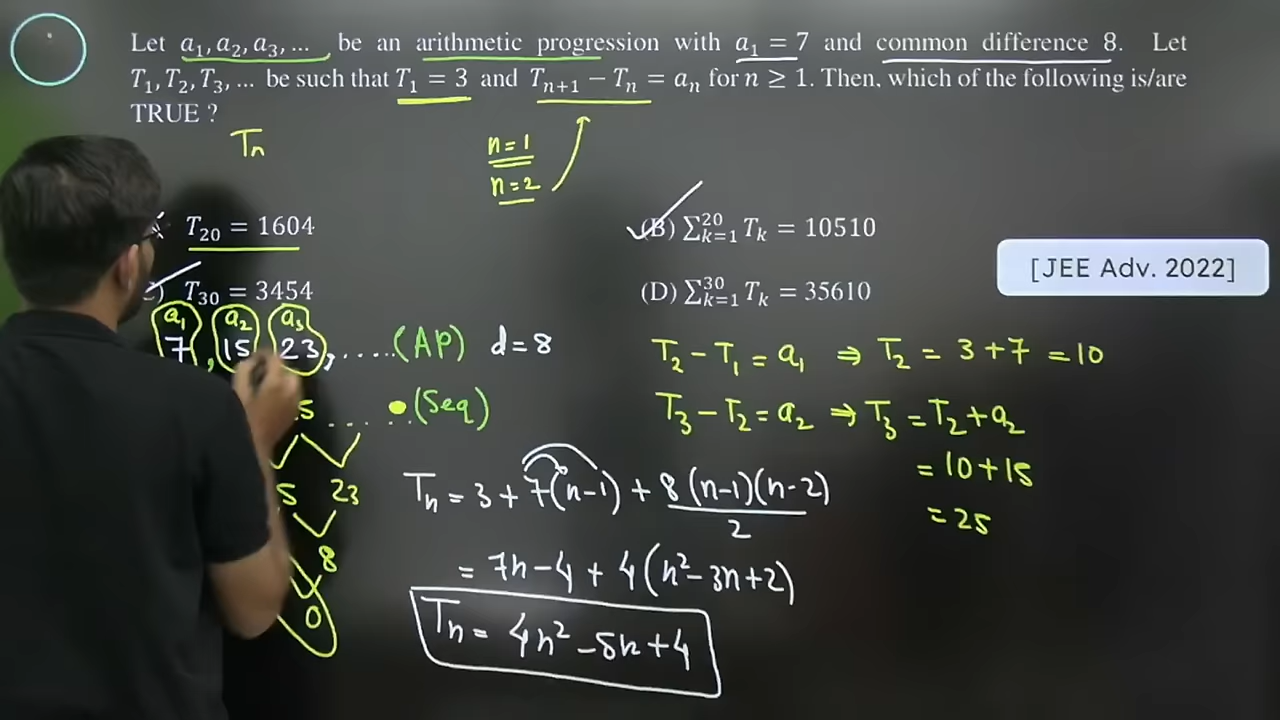 Let a₁, a₂, a₃, ... be an arithmetic progression with a₁ = 7 and common difference 8. Let
T₁, T₂, T₃, ... be such that T₁ = 3 and Tₙ₊₁ − Tₙ = aₙ for n ≥ 1. Then, which of the following is/are
TRUE ?
Tₙ
n=1
n=2
T₂₀ = 1604
(B) ∑²⁰ₖ₌₁ Tₖ = 10510
[JEE Adv. 2022]
T₃₀ = 3454
(D) ∑³⁰ₖ₌₁ Tₖ = 35610
a₁ a₂ a₃
7, 15 23, ..... (AP) d=8
..... (Seq)
23
8
0
T₂ − T₁ = a₁ ⇒ T₂ = 3+7 = 10
T₃ − T₂ = a₂ ⇒ T₃ = T₂ + a₂
= 10+15
= 25
Tₙ = 3 + 7(n−1) + 8(n−1)(n−2)/2
= 7n−4 + 4(n²−3n+2)
Tₙ = 4n² −5n+4